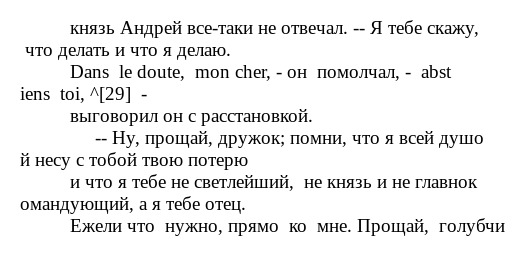 князь Андрей все-таки не отвечал. -- Я тебе скажу,
что делать и что я делаю.
Dans  le doute,  mon cher, - он  помолчал, -  abst
iens  toi, ^[29]  -
выговорил он с расстановкой.
-- Ну, прощай, дружок; помни, что я всей душо
й несу с тобой твою потерю
и что я тебе не светлейший,  не князь и не главнок
омандующий, а я тебе отец.
Ежели что  нужно, прямо  ко  мне. Прощай,  голубчи